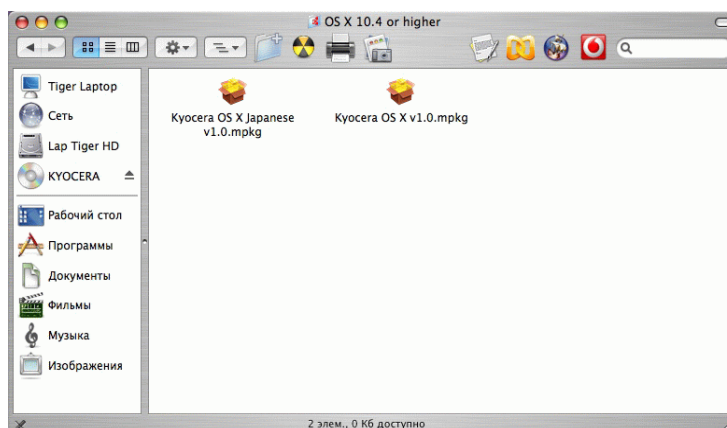 OS X 10.4 or higher
Tiger Laptop
Сеть
Lap Tiger HD
KYOCERA
Рабочий стол
Программы
Документы
Фильмы
Музыка
Изображения
Kyocera OS X Japanese
v1.0.mpkg
Kyocera OS X v1.0.mpkg
2 элем., 0 Кб доступно